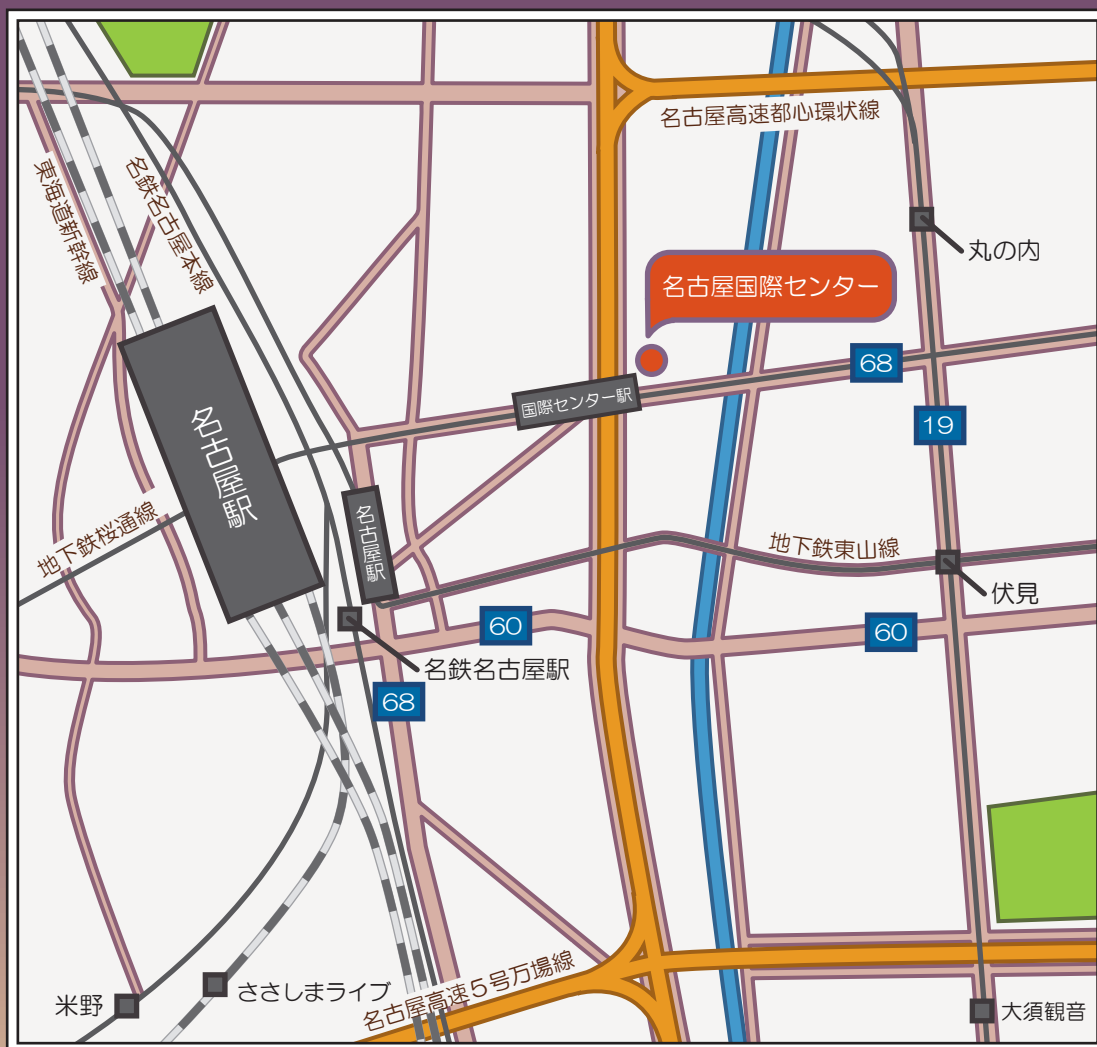 名古屋高速都心環状線
東海道新幹線
名鉄名古屋本線
丸の内
名古屋国際センター
68
国際センター駅
19
名古屋駅
名古屋駅
地下鉄桜通線
地下鉄東山線
伏見
60
60
名鉄名古屋駅
68
名古屋高速5号万場線
ささしまライブ
米野
大須観音